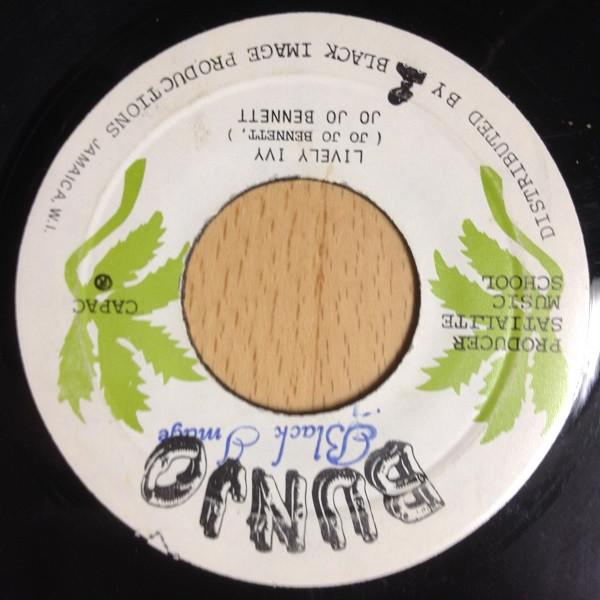 BUNJO
Black Image
PRODUCER
SATIALITE
MUSIC
SCHOOL
CAPAC
LIVELY IVY
( JO JO BENNETT, )
JO JO BENNETT
DISTRIBUTED BY BLACK IMAGE PRODUCTIONS JAMAICA, W.I.